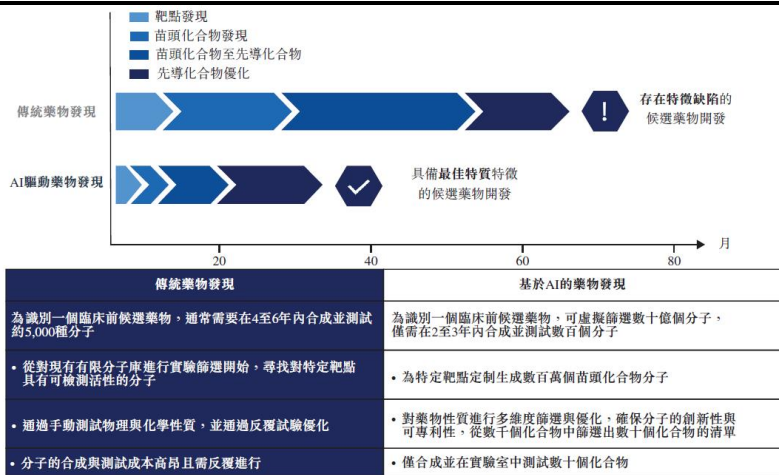 靶點發現
苗頭化合物發現
苗頭化合物至先導化合物
先導化合物優化
傳統藥物發現
!
存在特徵缺陷的
候選藥物開發
AI驅動藥物發現
具備最佳特質特徵
的候選藥物開發
20
40
60
80
月
傳統藥物發現
基於AI的藥物發現
為識別一個臨床前候選藥物,通常需要在4至6年內合成並測試
約5,000種分子
為識別一個臨床前候選藥物,可虛擬篩選數十億個分子,
僅需在2至3年內合成並測試數百個分子
• 從對現有有限分子庫進行實驗篩選開始,尋找對特定靶點
具有可檢測活性的分子
• 為特定靶點定制生成數百萬個苗頭化合物分子
• 通過手動測試物理與化學性質,並通過反覆試驗優化
• 對藥物性質進行多維度篩選與優化,確保分子的創新性與
可專利性,從數千個化合物中篩選出數十個化合物的清單
• 分子的合成與測試成本高昂且需反覆進行
• 僅合成並在實驗室中測試數十個化合物